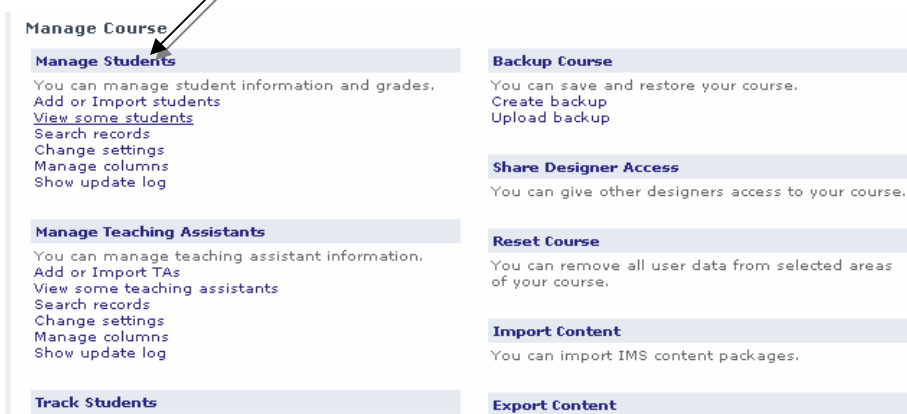 Manage Course
Manage Students
You can manage student information and grades.
Add or Import students
View some students
Search records
Change settings
Manage columns
Show update log
Manage Teaching Assistants
You can manage teaching assistant information.
Add or Import TAs
View some teaching assistants
Search records
Change settings
Manage columns
Show update log
Track Students
Backup Course
You can save and restore your course.
Create backup
Upload backup
Share Designer Access
You can give other designers access to your course.
Reset Course
You can remove all user data from selected areas
of your course.
Import Content
You can import IMS content packages.
Export Content